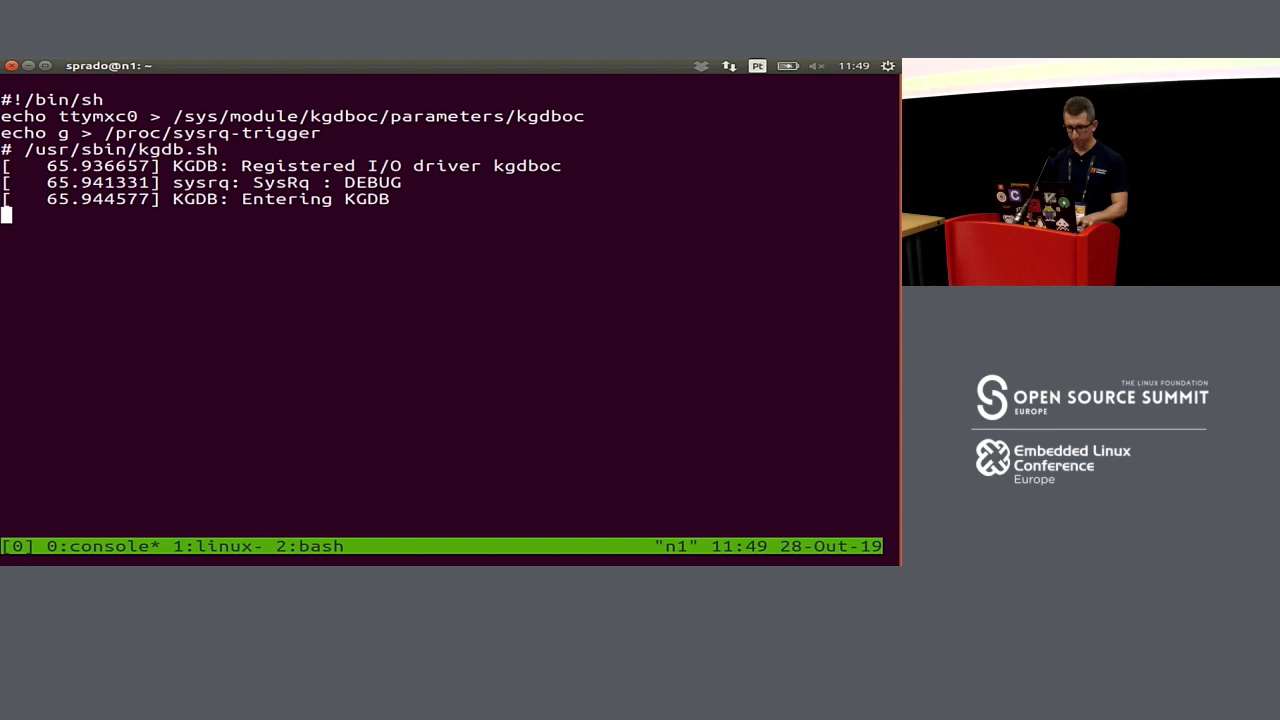 sprado@n1: ~
Pt
11:49
#!/bin/sh
echo ttymxc0 > /sys/module/kgdboc/parameters/kgdboc
echo g > /proc/sysrq-trigger
# /usr/sbin/kgdb.sh
[   65.936657] KGDB: Registered I/O driver kgdboc
[   65.941331] sysrq: SysRq : DEBUG
[   65.944577] KGDB: Entering KGDB
[0] 0:console* 1:linux- 2:bash "n1" 11:49 28-Oct-19
THE LINUX FOUNDATION
OPEN SOURCE SUMMIT
EUROPE
Embedded Linux
Conference
Europe